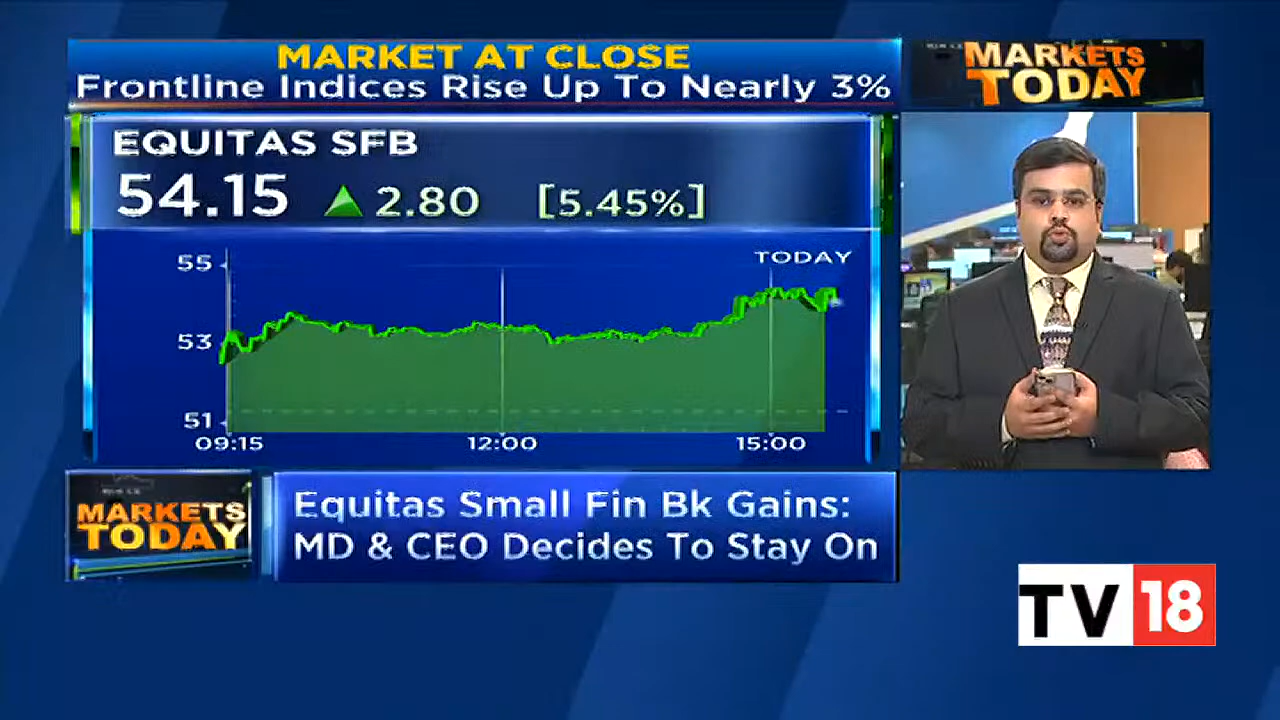 MARKET AT CLOSE
Frontline Indices Rise Up To Nearly 3%
MARKETS
TODAY
EQUITAS SFB
54.15 ▲ 2.80 [5.45%]
TODAY
55
53
51
09:15 12:00 15:00
MARKETS
TODAY
Equitas Small Fin Bk Gains:
MD & CEO Decides To Stay On
TV18